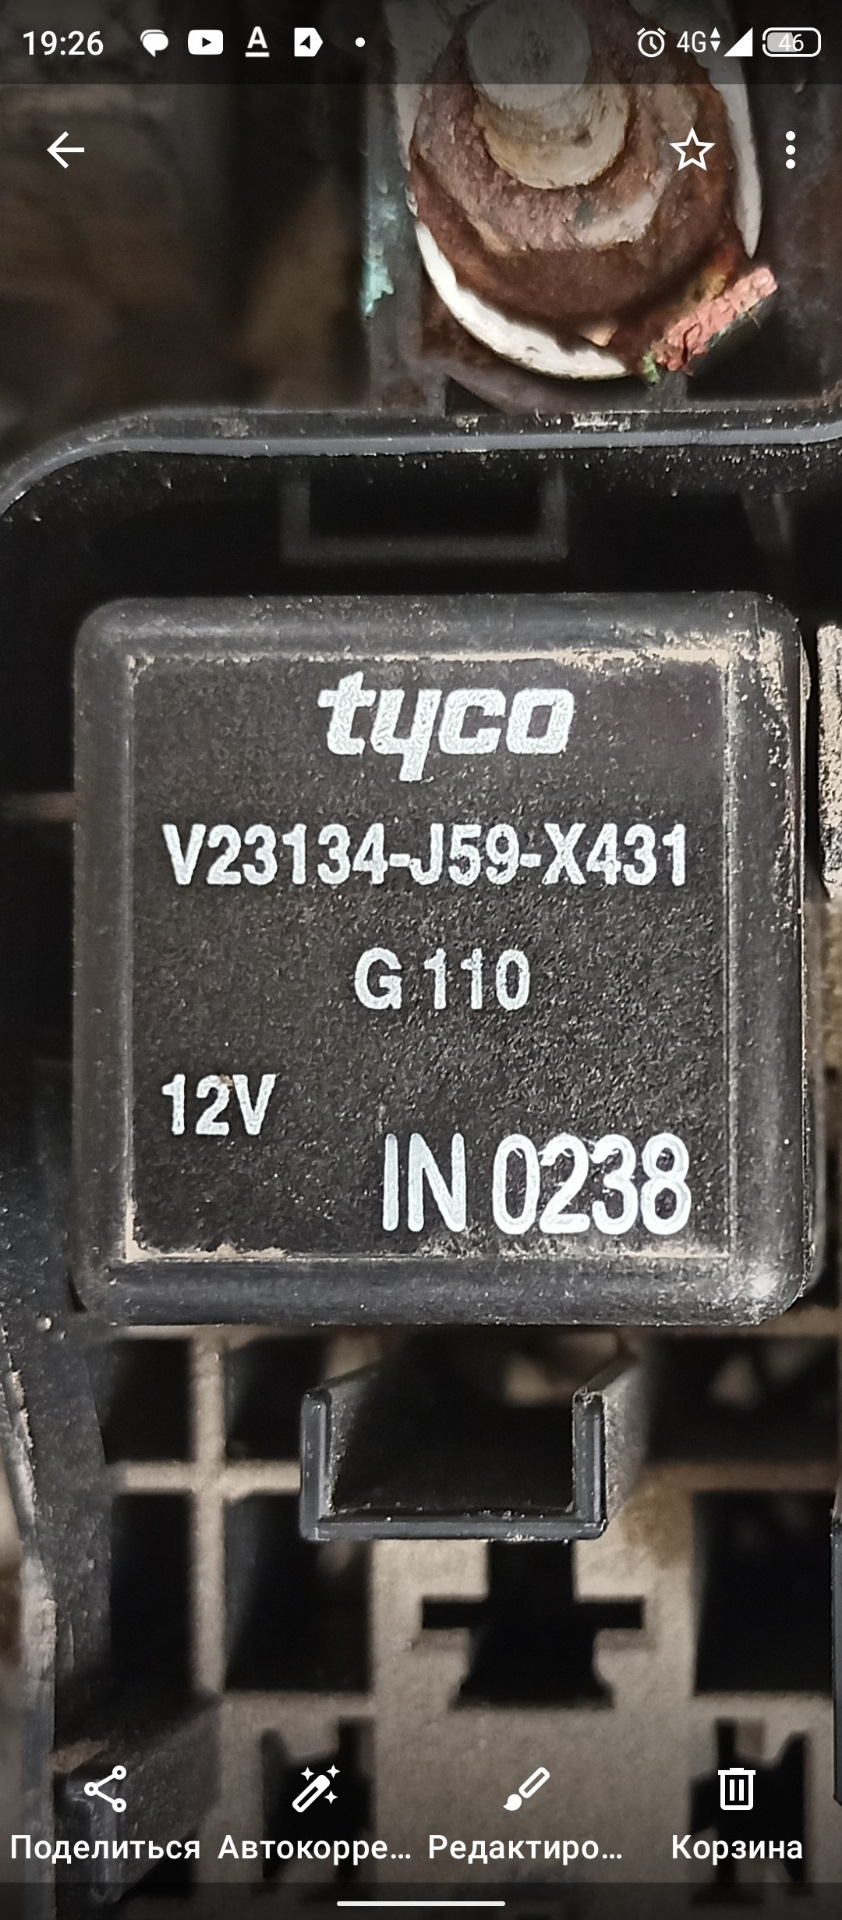 19:26
A
4G
46
tyco
V23134-J59-X431
G 110
12V
IN 0238
Поделиться
Автокорре...
Редактиро...
Корзина